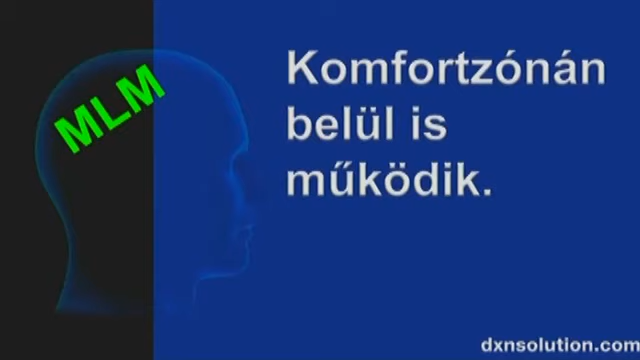 MLM
Komfortzónán
belül is
működik.
dxnsolution.com